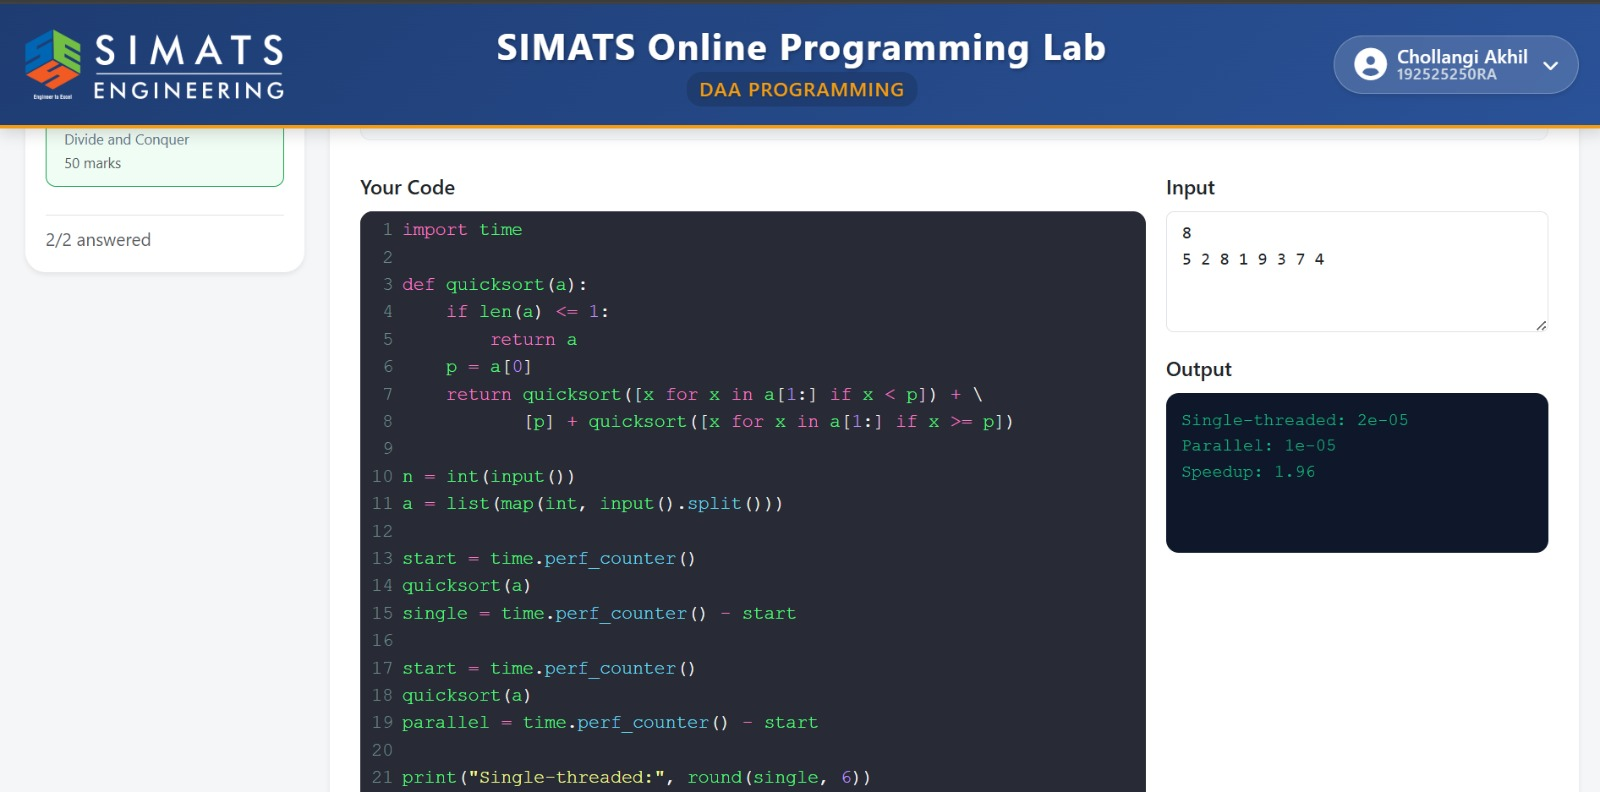 SIMATS
ENGINEERING
Engineer to Excel
SIMATS Online Programming Lab
DAA PROGRAMMING
Chollangi Akhil
192525250RA
Divide and Conquer
50 marks
2/2 answered
Your Code
1 import time
2
3 def quicksort(a):
4     if len(a) <= 1:
5         return a
6     p = a[0]
7     return quicksort([x for x in a[1:] if x < p]) + \
8            [p] + quicksort([x for x in a[1:] if x >= p])
9
10 n = int(input())
11 a = list(map(int, input().split()))
12
13 start = time.perf_counter()
14 quicksort(a)
15 single = time.perf_counter() - start
16
17 start = time.perf_counter()
18 quicksort(a)
19 parallel = time.perf_counter() - start
20
21 print("Single-threaded:", round(single, 6))
Input
8
5 2 8 1 9 3 7 4
Output
Single-threaded: 2e-05
Parallel: 1e-05
Speedup: 1.96